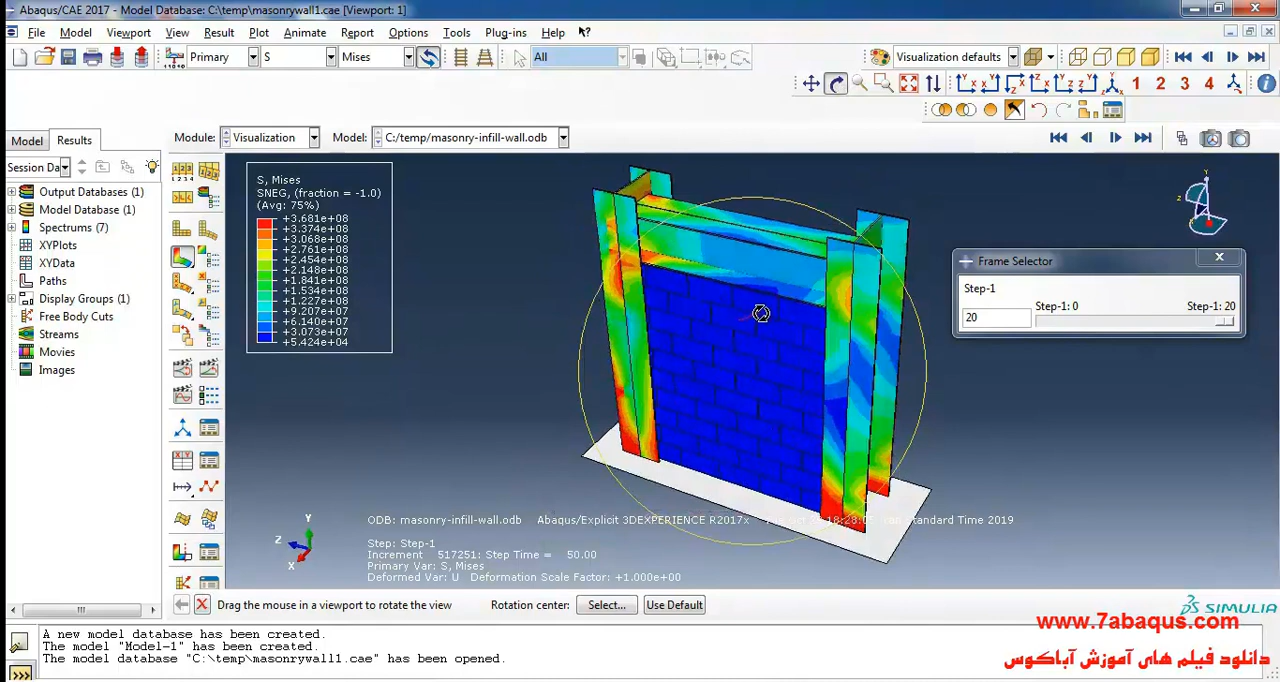 Abaqus/CAE 2017 - Model Database: C:\temp\masonrywall1.cae [Viewport: 1]
File Model Viewport View Result Plot Animate Report Options Tools Plug-ins Help
Primary S Mises All Visualization defaults
1 2 3 4
Model Results Module: Visualization Model: C:/temp/masonry-infill-wall.odb
Session Da
Output Databases (1)
Model Database (1)
Spectrums (7)
XYPlots
XYData
Paths
Display Groups (1)
Free Body Cuts
Streams
Movies
Images
S, Mises
SNEG, (fraction = -1.0)
(Avg: 75%)
+3.681e+08
+3.374e+08
+3.068e+08
+2.761e+08
+2.454e+08
+2.148e+08
+1.841e+08
+1.534e+08
+1.227e+08
+9.207e+07
+6.140e+07
+3.073e+07
+5.424e+04
Y
Z
Frame Selector
Step-1
20 Step-1: 0 Step-1: 20
Y
Z
X
ODB: masonry-infill-wall.odb Abaqus/Explicit 3DEXPERIENCE R2017x Standard Time 2019
Step: Step-1
Increment 517251: Step Time = 50.00
Primary Var: S, Mises
Deformed Var: U Deformation Scale Factor: +1.000e+00
Drag the mouse in a viewport to rotate the view Rotation center: Select... Use Default
SIMULIA
A new model database has been created.
The model "Model-1" has been created.
The model database "C:\temp\masonrywall1.cae" has been opened.
www.7abaqus.com
دانلود فیلم های آموزش آباکوس